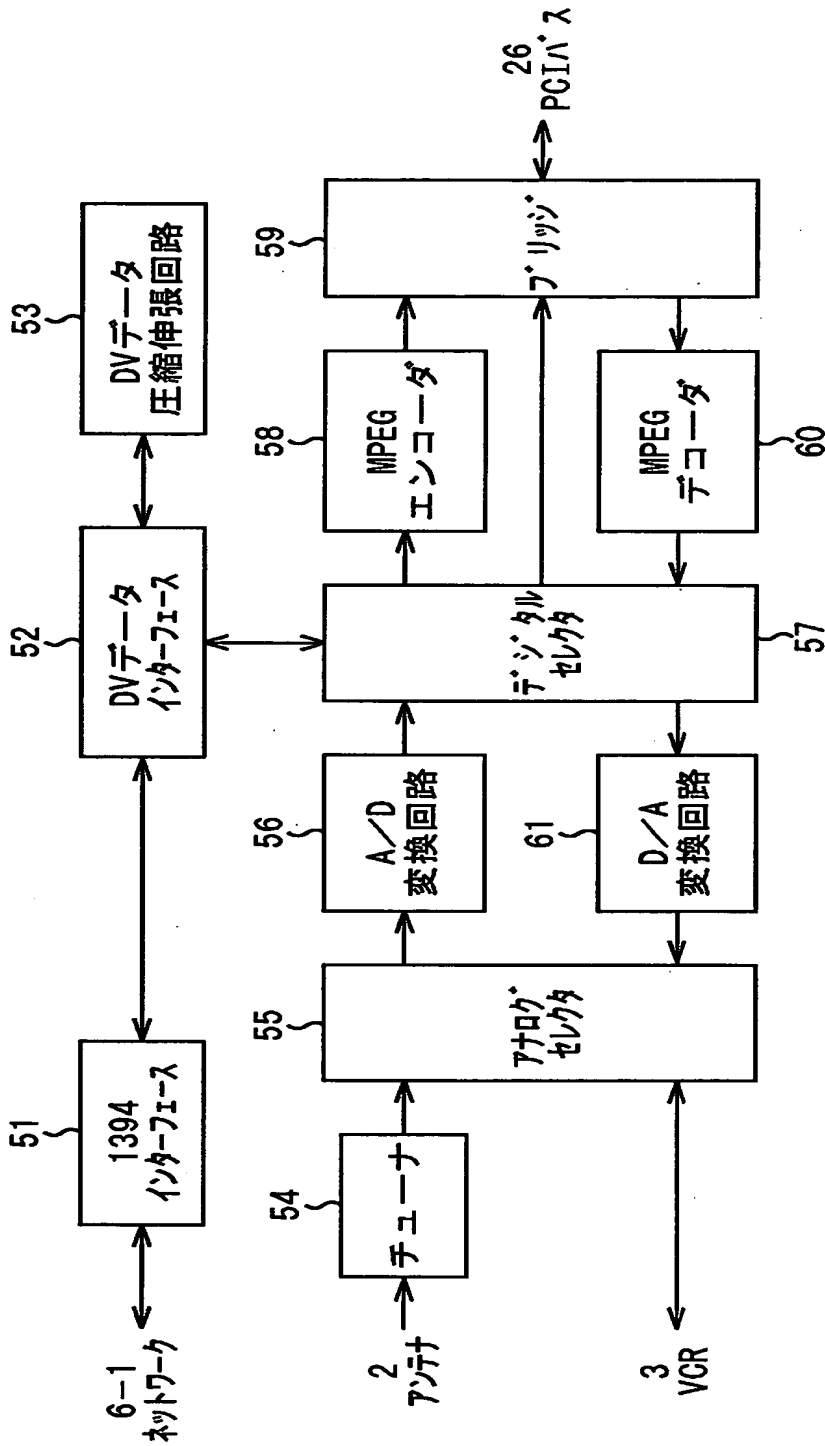 6-1
ネットワーク
51
1394
インターフェース
52
DVデータ
インターフェース
53
DVデータ
圧縮伸張回路
2
アンテナ
54
チューナ
55
アナログ
セレクタ
56
A/D
変換回路
57
デジタル
セレクタ
58
MPEG
エンコーダ
59
ブリッジ
26
PCIバス
3
VCR
61
D/A
変換回路
60
MPEG
デコーダ